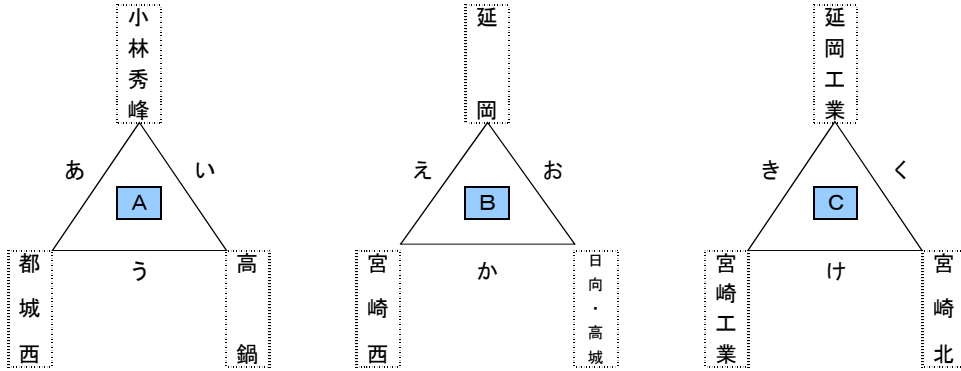 小林秀峰
延岡
延岡工業
あ
い
え
お
き
く
A
B
C
う
か
け
都城西
高鍋
宮崎西
日向・高城
宮崎工業
宮崎北